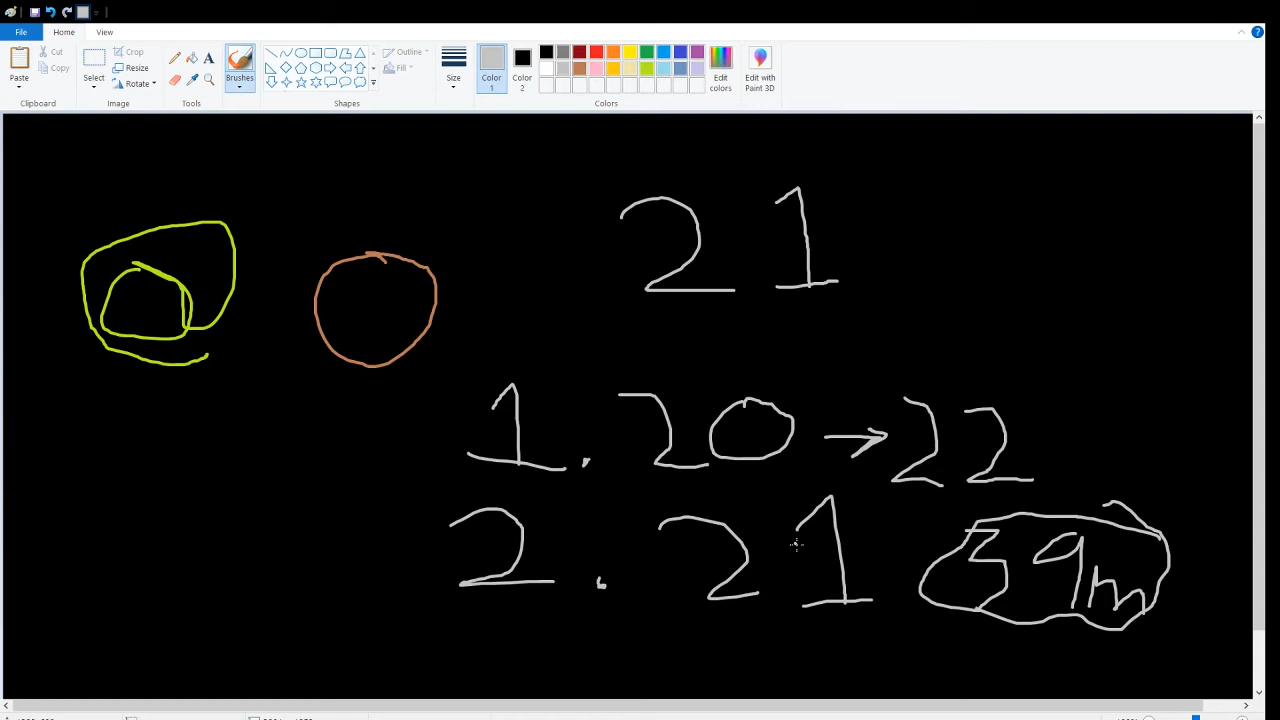 File Home View
Paste Cut Copy Select Crop Resize Rotate Brushes Outline Fill Size Color 1 Color 2 Edit colors Edit with Paint 3D
Clipboard Image Tools Shapes Colors
21
1. 20 → 22
2. 21 39m